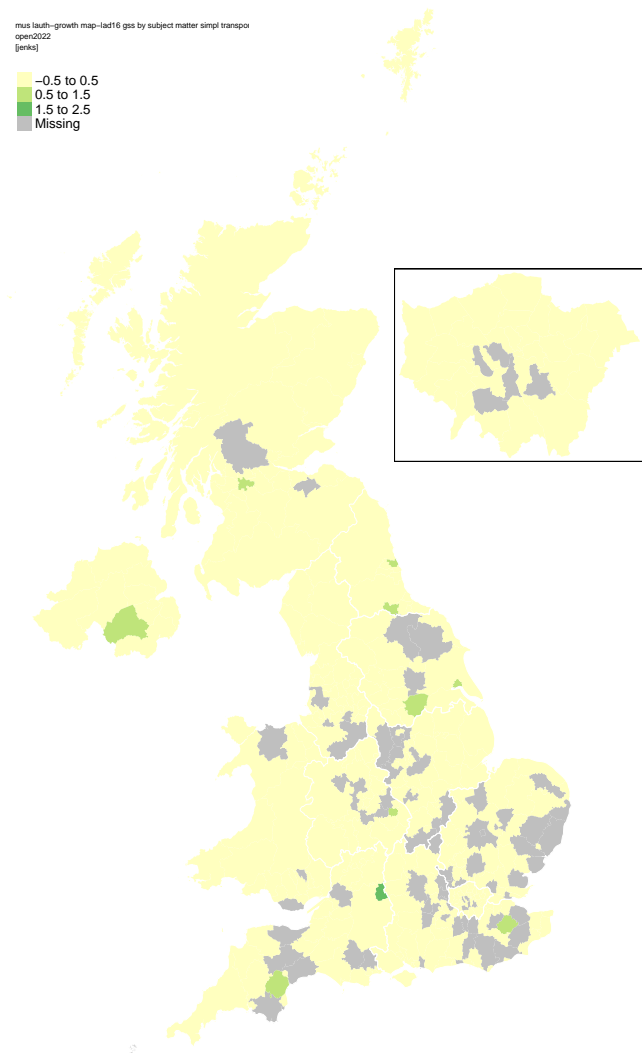 mus lauth−growth map−lad16 gss by subject matter simpl transpo
open2022
[jenks]
−0.5 to 0.5
0.5 to 1.5
1.5 to 2.5
Missing